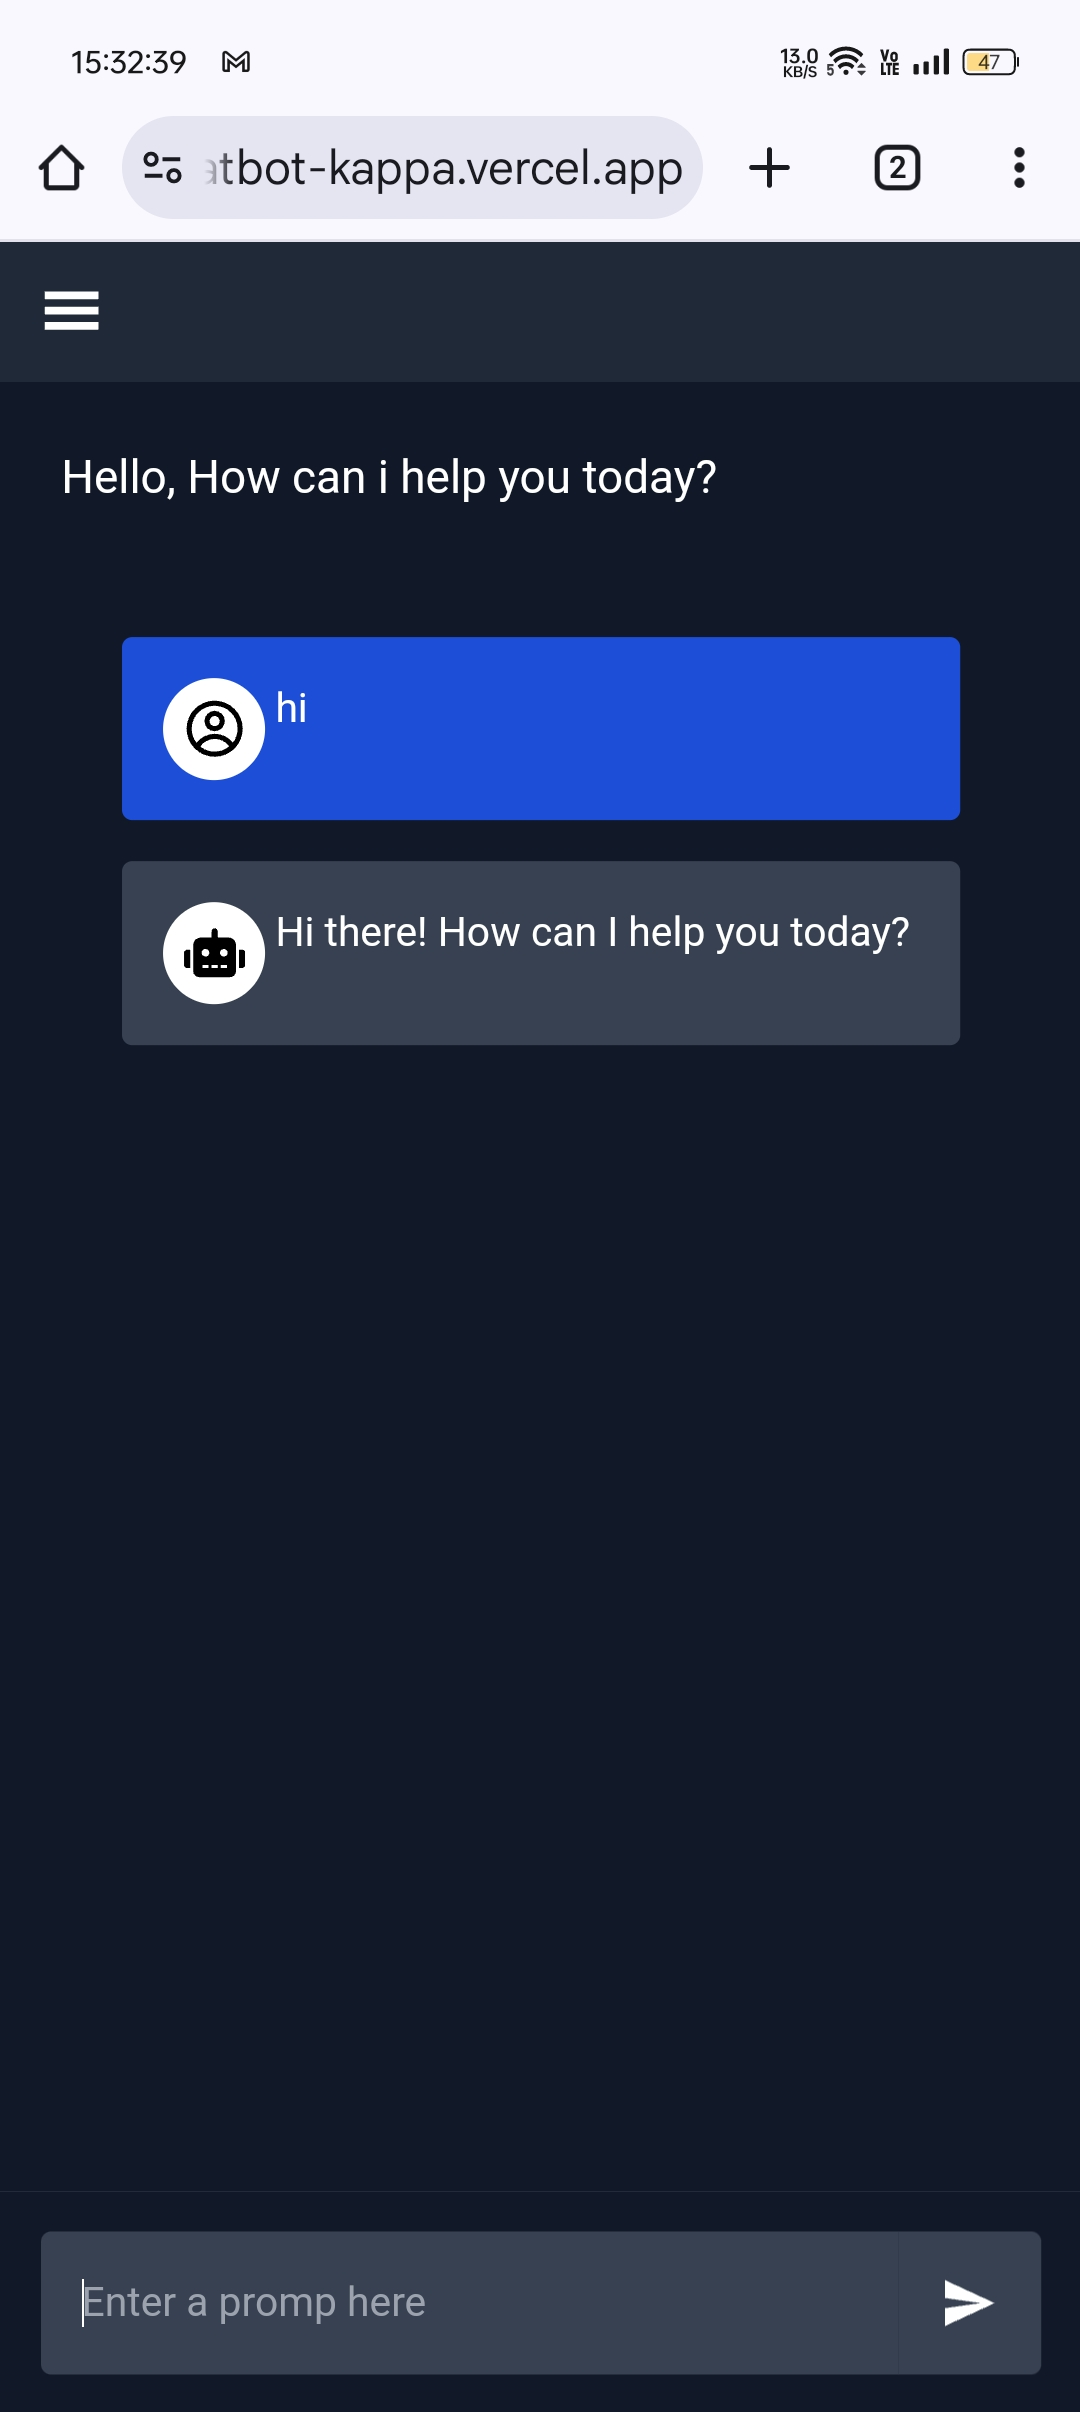 15:32:39
13.0 KB/S 5 Vo LTE 47
atbot-kappa.vercel.app
2
Hello, How can i help you today?
hi
Hi there! How can I help you today?
Enter a promp here